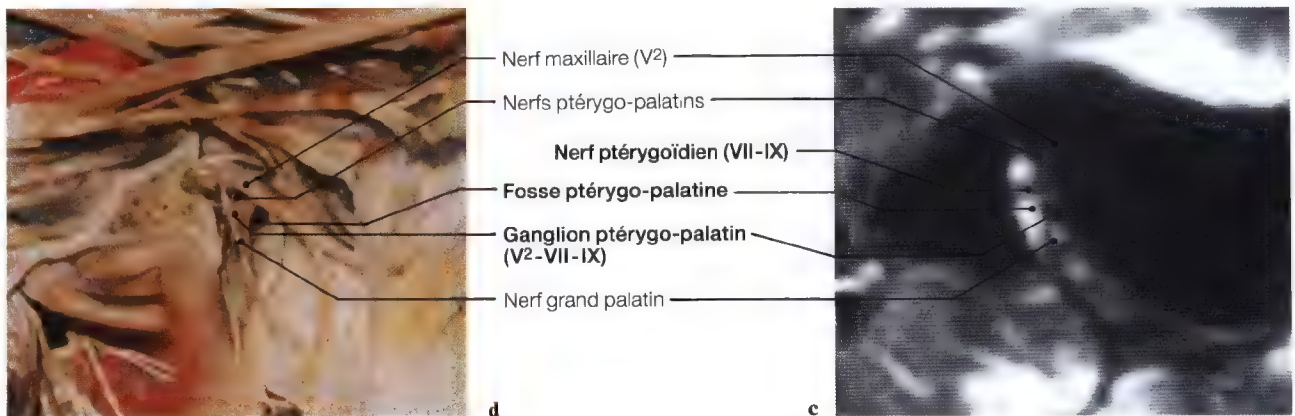 Nerf maxillaire (V2)
Nerfs ptérygo-palatins
Nerf ptérygoïdien (VII-IX)
Fosse ptérygo-palatine
Ganglion ptérygo-palatin
(V2-VII-IX)
Nerf grand palatin
d
c